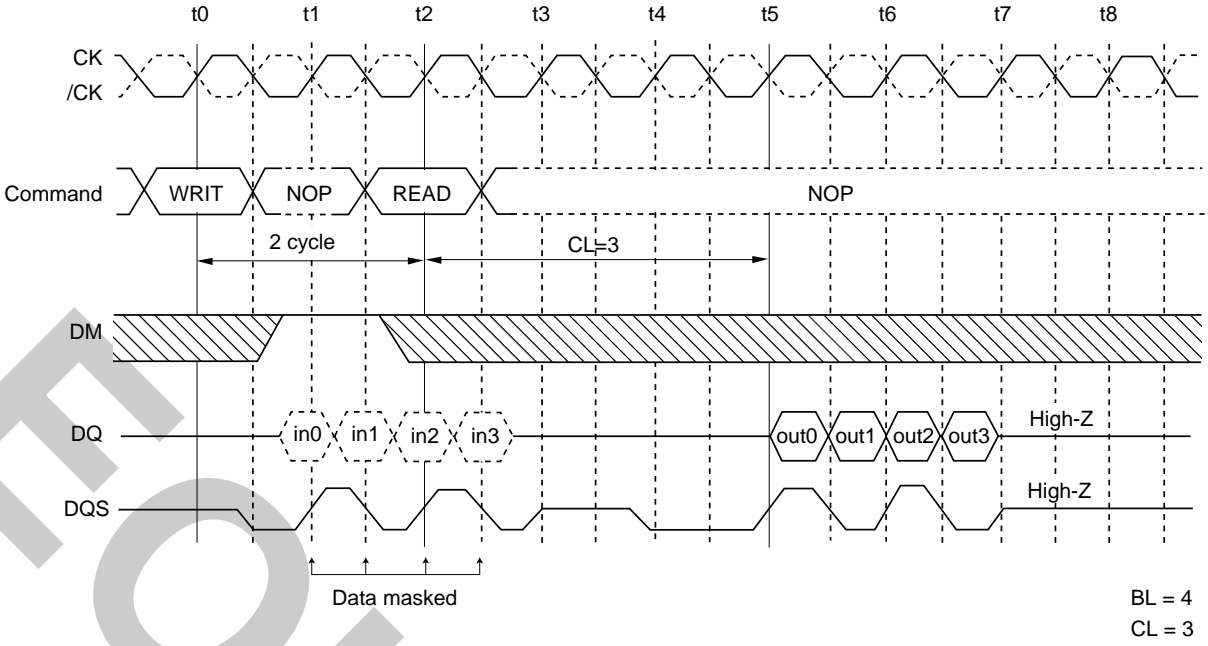 t0 t1 t2 t3 t4 t5 t6 t7 t8
CK
/CK
Command WRIT NOP READ NOP
2 cycle CL=3
DM
DQ in0 in1 in2 in3 out0 out1 out2 out3 High-Z
DQS High-Z
Data masked
BL = 4
CL = 3